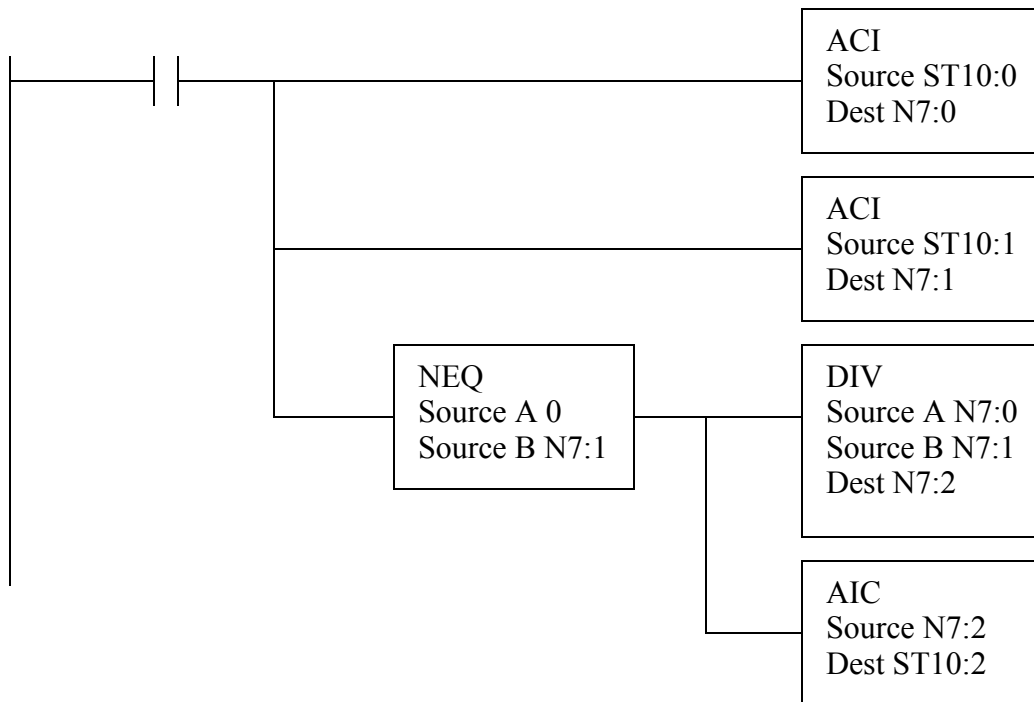 ACI
Source ST10:0
Dest N7:0
ACI
Source ST10:1
Dest N7:1
NEQ
Source A 0
Source B N7:1
DIV
Source A N7:0
Source B N7:1
Dest N7:2
AIC
Source N7:2
Dest ST10:2